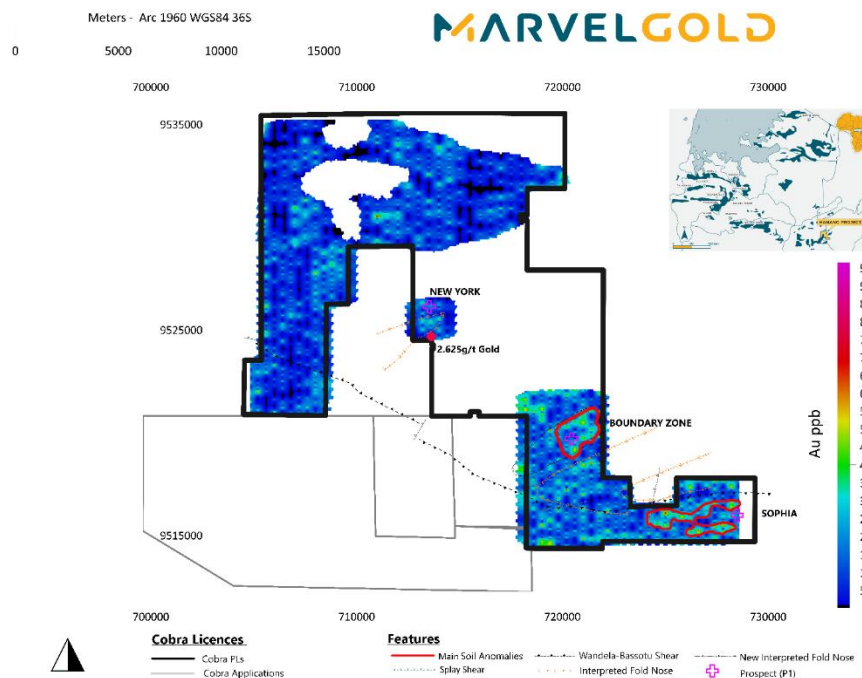 Meters - Arc 1960 WGS84 36S
MARVELGOLD
0 5000 10000 15000
700000 710000 720000 730000
9535000
NEW YORK
9525000
2.625g/t Gold
Au ppb
BOUNDARY ZONE
SOPHIA
9515000
700000 710000 720000 730000
Cobra Licences
Cobra PLs
Cobra Applications
Features
Main Soil Anomalies
Wandela-Bassotu Shear
New Interpreted Fold Nose
Splay Shear
Interpreted Fold Nose
Prospect (P1)